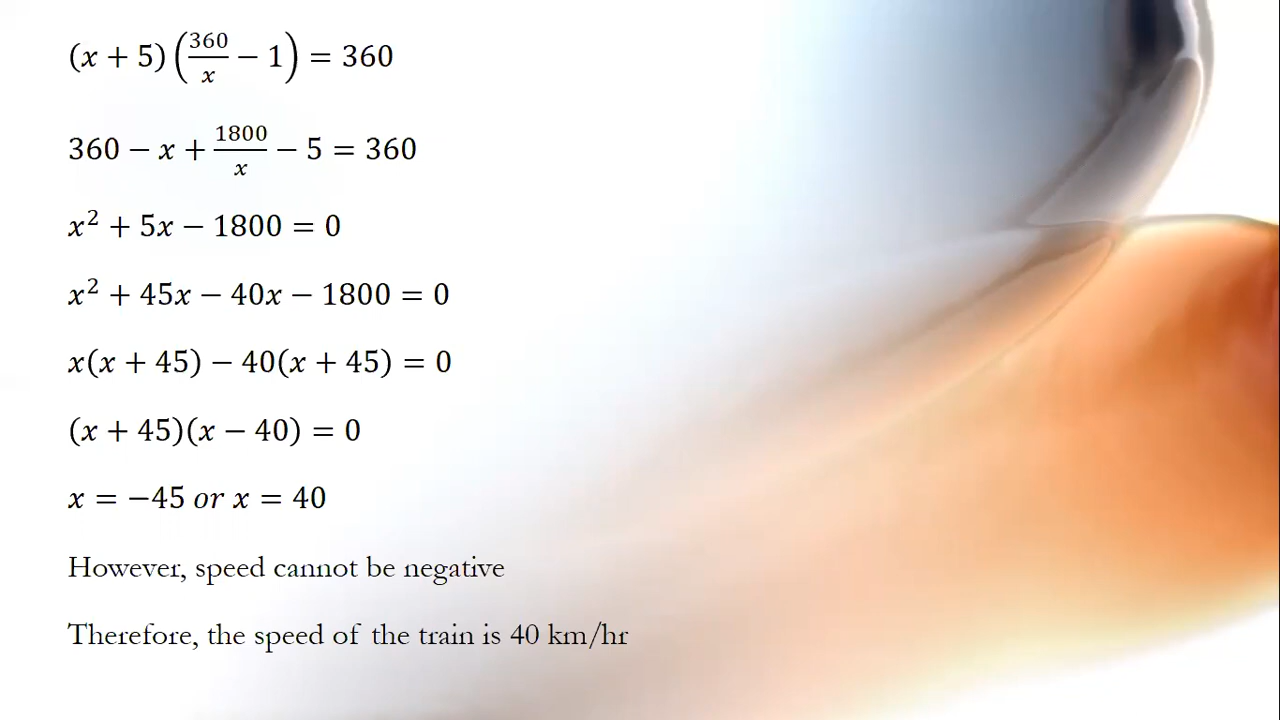 (x + 5)(360/x − 1) = 360
360 − x + 1800/x − 5 = 360
x² + 5x − 1800 = 0
x² + 45x − 40x − 1800 = 0
x(x + 45) − 40(x + 45) = 0
(x + 45)(x − 40) = 0
x = −45 or x = 40
However, speed cannot be negative
Therefore, the speed of the train is 40 km/hr